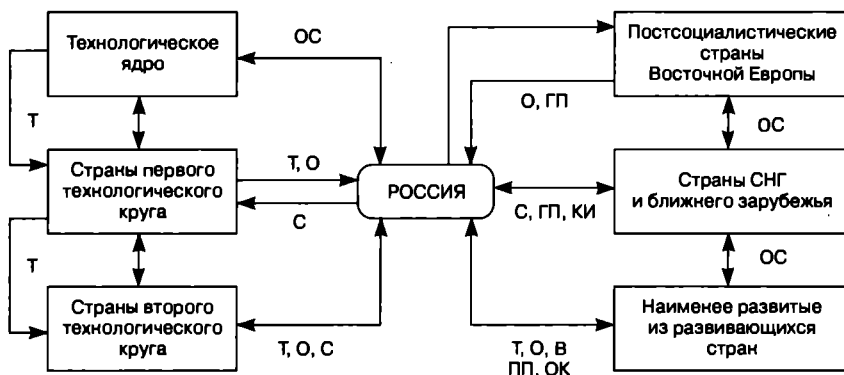 Технологическое
ядро
ОС
Постсоциалистические
страны
Восточной Европы
О, ГП
Т
ОС
Страны первого
технологического
круга
Т, О
С
РОССИЯ
Страны СНГ
и ближнего зарубежья
С, ГП, КИ
Т
ОС
Страны второго
технологического
круга
Т, О, С
Наименее развитые
из развивающихся
стран
Т, О, В
ПП, ОК